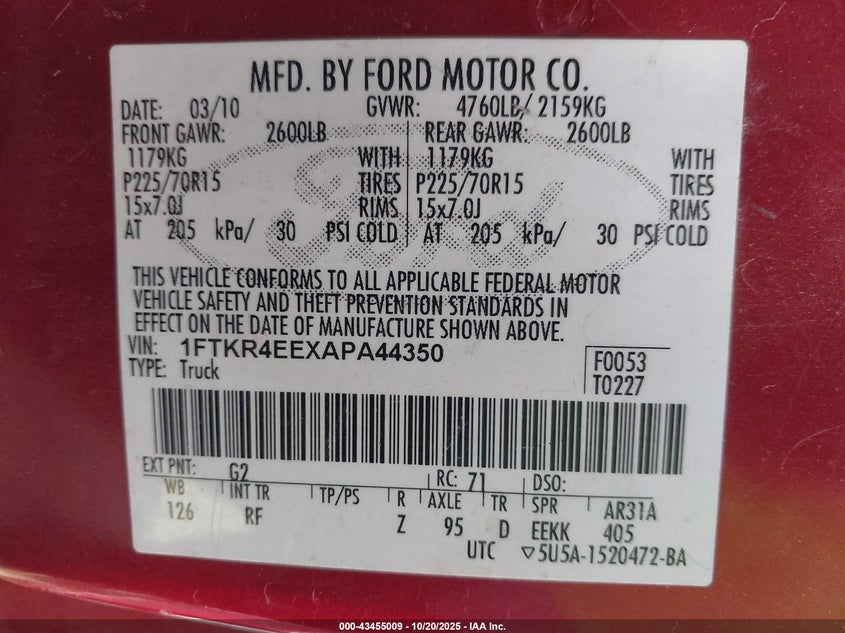 MFD. BY FORD MOTOR CO.
DATE: 03/10 GVWR: 4760LB/ 2159KG
FRONT GAWR: 2600LB REAR GAWR: 2600LB
1179KG WITH 1179KG WITH
P225/70R15 TIRES P225/70R15 TIRES
15x7.0J RIMS 15x7.0J RIMS
AT 205 kPa/ 30 PSI COLD AT 205 kPa/ 30 PSI COLD
THIS VEHICLE CONFORMS TO ALL APPLICABLE FEDERAL MOTOR
VEHICLE SAFETY AND THEFT PREVENTION STANDARDS IN
EFFECT ON THE DATE OF MANUFACTURE SHOWN ABOVE.
VIN: 1FTKR4EEXAPA44350
TYPE: Truck
F0053
T0227
EXT PNT: G2 RC: 71 DSO:
WB INT TR TP/PS R AXLE TR SPR AR31A
126 RF Z 95 D EEKK 405
UTC ▽5U5A-1520472-BA
000-43455009 - 10/20/2025 - IAA Inc.
Ford